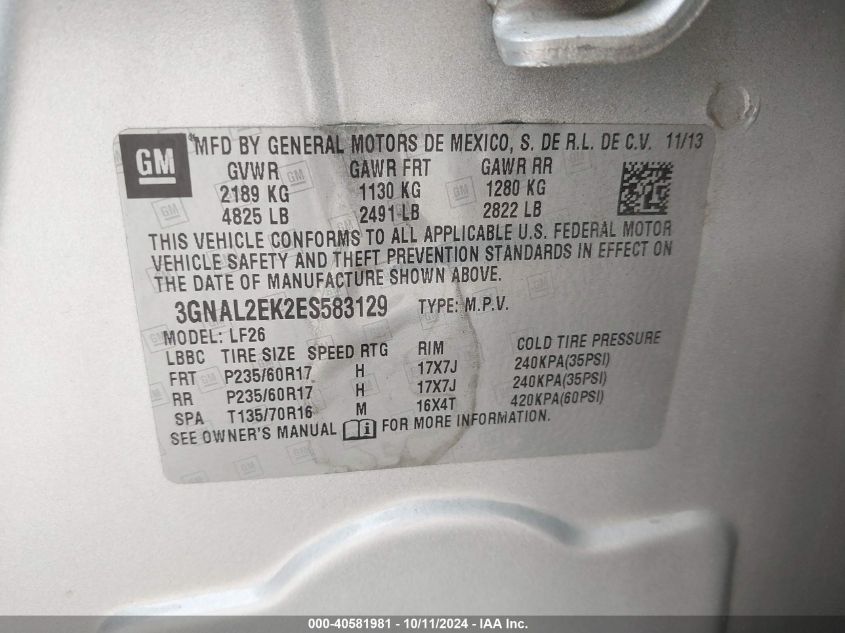 GM
MFD BY GENERAL MOTORS DE MEXICO, S. DE R.L. DE C.V. 11/13
GVWR GAWR FRT GAWR RR
2189 KG 1130 KG 1280 KG
4825 LB 2491 LB 2822 LB
THIS VEHICLE CONFORMS TO ALL APPLICABLE U.S. FEDERAL MOTOR
VEHICLE SAFETY AND THEFT PREVENTION STANDARDS IN EFFECT ON
THE DATE OF MANUFACTURE SHOWN ABOVE.
3GNAL2EK2ES583129 TYPE: M.P.V.
MODEL: LF26
LBBC TIRE SIZE SPEED RTG RIM COLD TIRE PRESSURE
FRT P235/60R17 H 17X7J 240KPA(35PSI)
RR P235/60R17 H 17X7J 240KPA(35PSI)
SPA T135/70R16 M 16X4T 420KPA(60PSI)
SEE OWNER'S MANUAL FOR MORE INFORMATION.
000-40581981 - 10/11/2024 - IAA Inc.